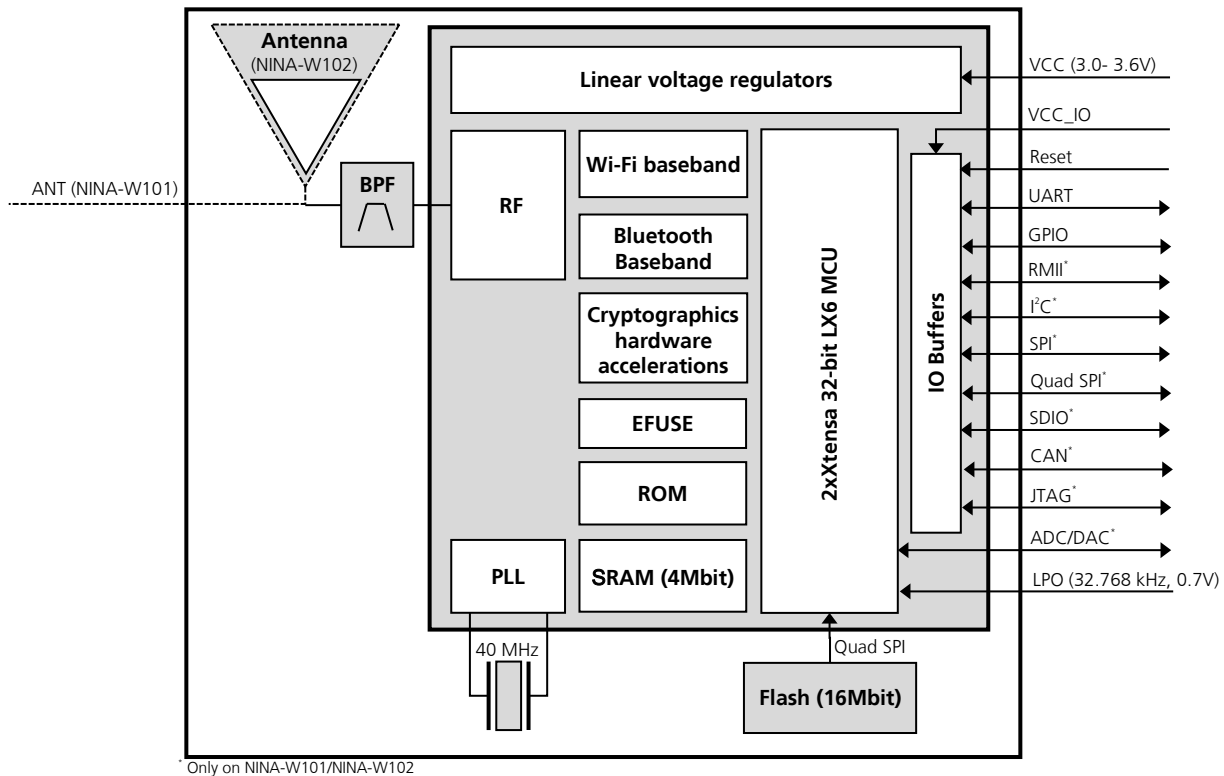 Antenna
(NINA-W102)
ANT (NINA-W101)
BPF
Linear voltage regulators
RF
Wi-Fi baseband
Bluetooth
Baseband
Cryptographics
hardware
accelerations
EFUSE
ROM
SRAM (4Mbit)
PLL
40 MHz
2xXtensa 32-bit LX6 MCU
IO Buffers
Quad SPI
Flash (16Mbit)
VCC (3.0- 3.6V)
VCC_IO
Reset
UART
GPIO
RMII*
I²C*
SPI*
Quad SPI*
SDIO*
CAN*
JTAG*
ADC/DAC*
LPO (32.768 kHz, 0.7V)
* Only on NINA-W101/NINA-W102